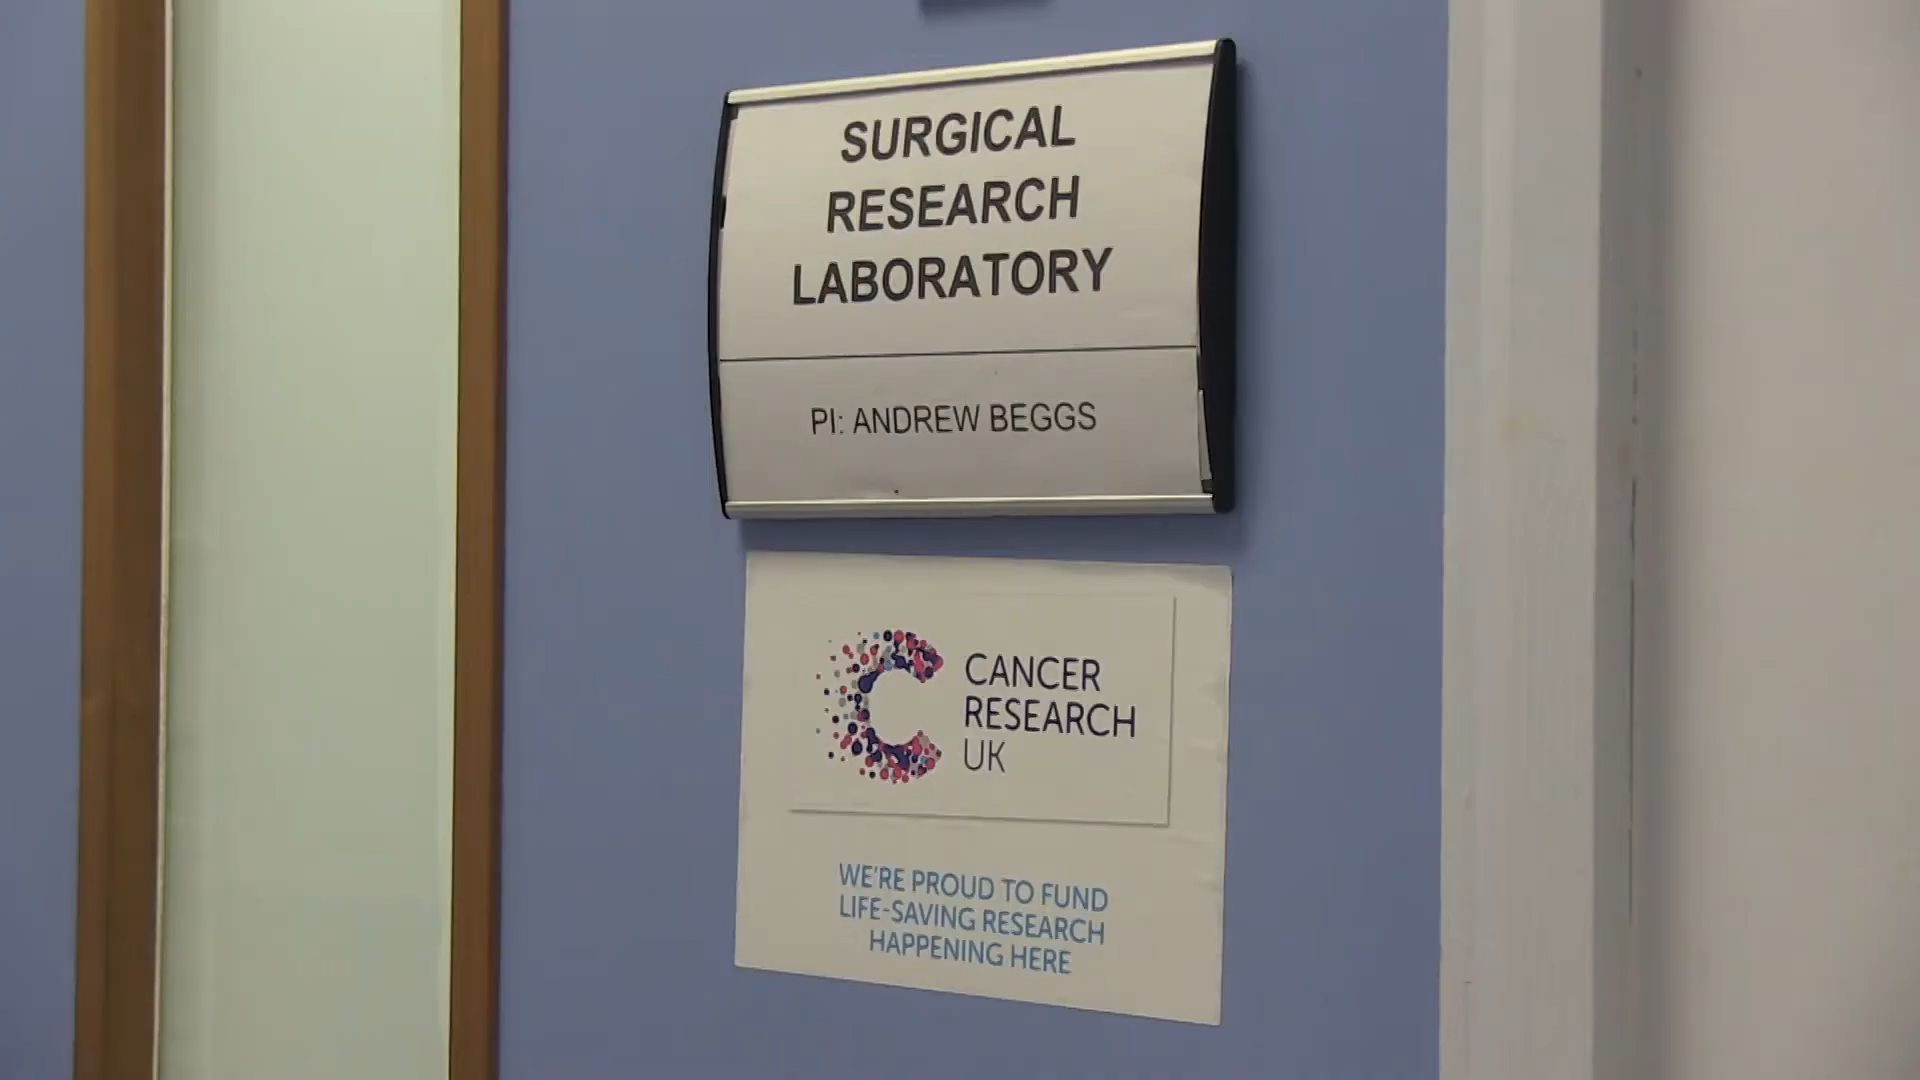 SURGICAL
RESEARCH
LABORATORY
PI: ANDREW BEGGS
CANCER
RESEARCH
UK
WE'RE PROUD TO FUND
LIFE-SAVING RESEARCH
HAPPENING HERE